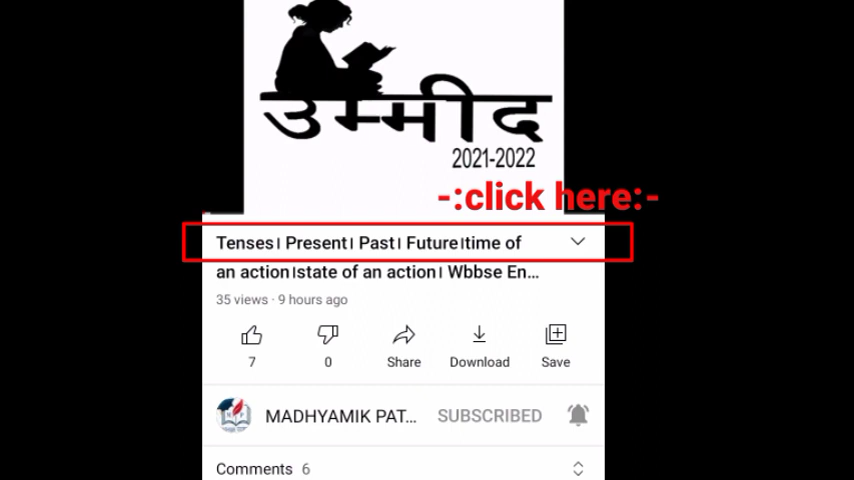 उम्मीद
2021-2022
-:click here:-
Tenses। Present। Past। Future।time of
an action।state of an action। Wbbse En...
35 views · 9 hours ago
7 0 Share Download Save
MADHYAMIK PAT... SUBSCRIBED
Comments 6